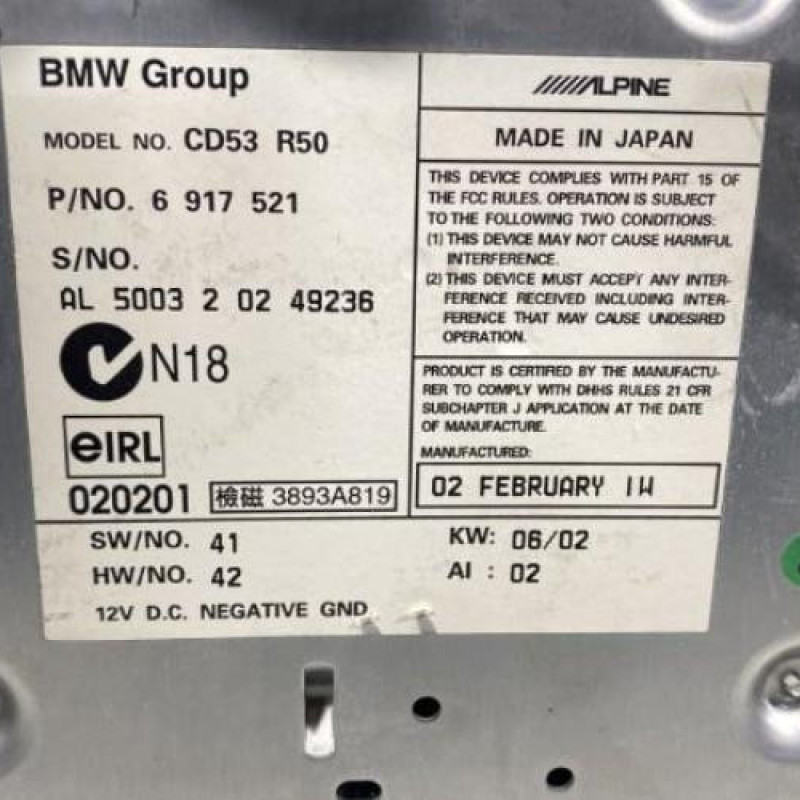 BMW Group
MODEL NO. CD53 R50
P/NO. 6 917 521
S/NO.
AL 5003 2 02 49236
N18
eIRL
020201 檢磁 3893A819
SW/NO. 41
HW/NO. 42
12V D.C. NEGATIVE GND
ALPINE
MADE IN JAPAN
THIS DEVICE COMPLIES WITH PART 15 OF
THE FCC RULES. OPERATION IS SUBJECT
TO THE FOLLOWING TWO CONDITIONS:
(1) THIS DEVICE MAY NOT CAUSE HARMFUL
INTERFERENCE.
(2) THIS DEVICE MUST ACCEPT ANY INTER-
FERENCE RECEIVED INCLUDING INTER-
FERENCE THAT MAY CAUSE UNDESIRED
OPERATION.
PRODUCT IS CERTIFIED BY THE MANUFACTU-
RER TO COMPLY WITH DHHS RULES 21 CFR
SUBCHAPTER J APPLICATION AT THE DATE
OF MANUFACTURE.
MANUFACTURED:
02 FEBRUARY 1W
KW: 06/02
AI : 02